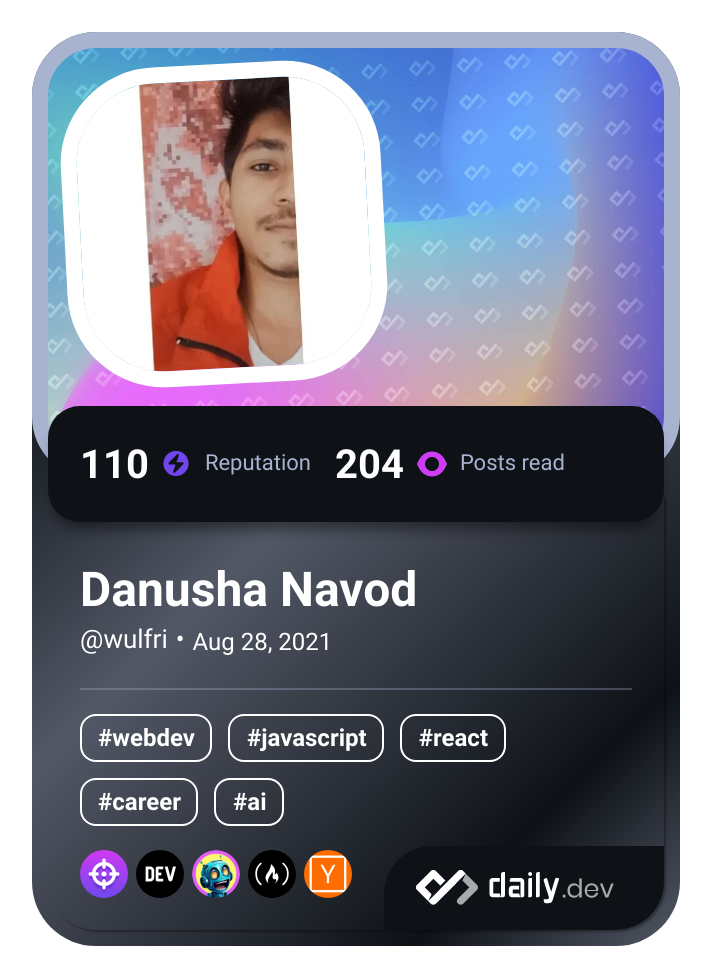 110 Reputation 204 Posts read
Danusha Navod
@wulfri • Aug 28, 2021
#webdev #javascript #react
#career #ai
DEV Y daily.dev